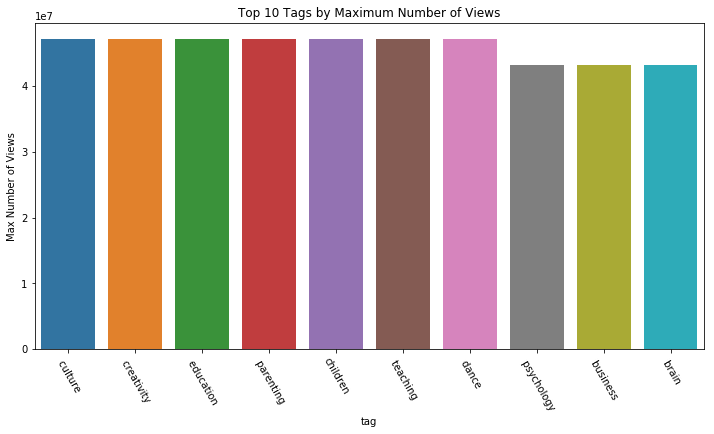 Top 10 Tags by Maximum Number of Views
1e7
4
3
2
1
0
Max Number of Views
culture
creativity
education
parenting
children
teaching
dance
psychology
business
brain
tag